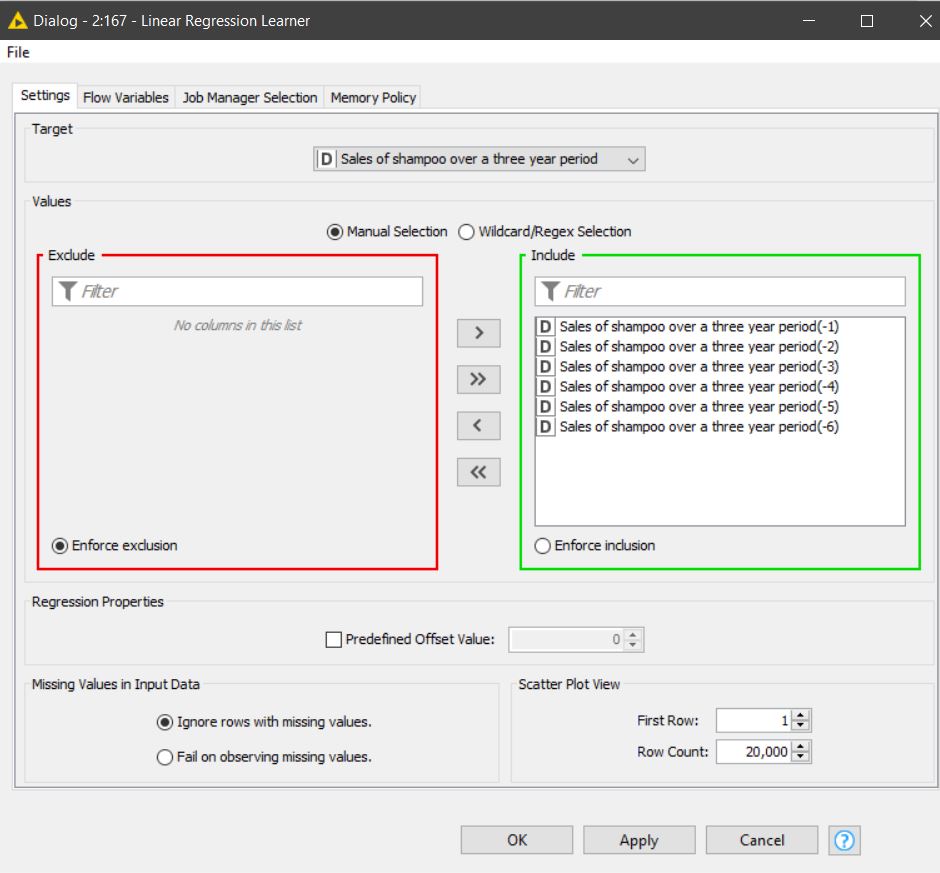 Dialog - 2:167 - Linear Regression Learner
File
Settings Flow Variables Job Manager Selection Memory Policy
Target
D Sales of shampoo over a three year period
Values
Manual Selection Wildcard/Regex Selection
Exclude
Filter
No columns in this list
Enforce exclusion
>
>>
<
<<
Include
Filter
D Sales of shampoo over a three year period(-1)
D Sales of shampoo over a three year period(-2)
D Sales of shampoo over a three year period(-3)
D Sales of shampoo over a three year period(-4)
D Sales of shampoo over a three year period(-5)
D Sales of shampoo over a three year period(-6)
Enforce inclusion
Regression Properties
Predefined Offset Value: 0
Missing Values in Input Data
Ignore rows with missing values.
Fail on observing missing values.
Scatter Plot View
First Row: 1
Row Count: 20,000
OK Apply Cancel ?